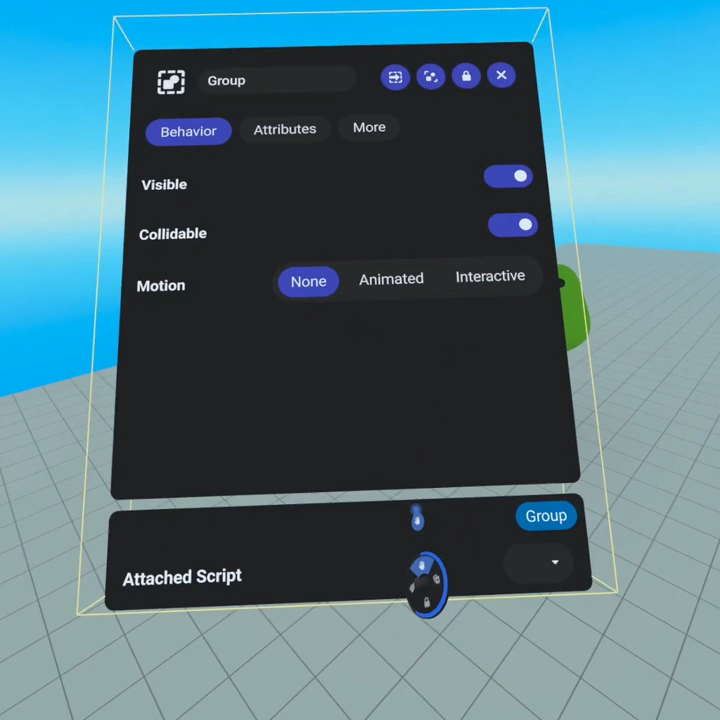 Group
Behavior Attributes More
Visible
Collidable
Motion None Animated Interactive
Group
Attached Script